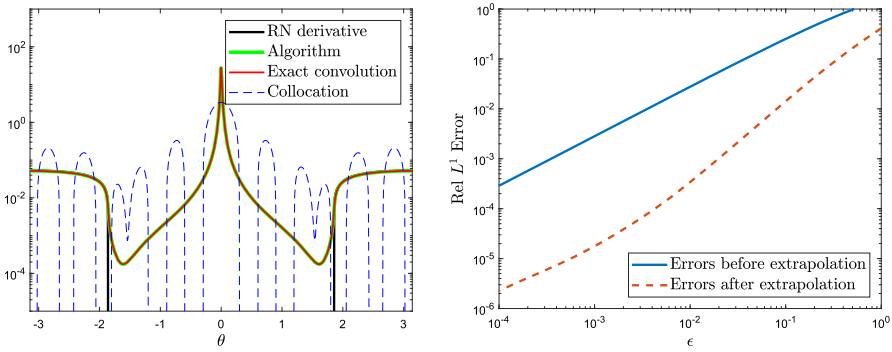 10^2
10^0
10^-2
10^-4
-3
-2
-1
0
1
2
3
θ
RN derivative
Algorithm
Exact convolution
Collocation
10^0
10^-1
10^-2
10^-3
10^-4
10^-5
10^-6
Rel L^1 Error
10^-4
10^-3
10^-2
10^-1
10^0
ϵ
Errors before extrapolation
Errors after extrapolation